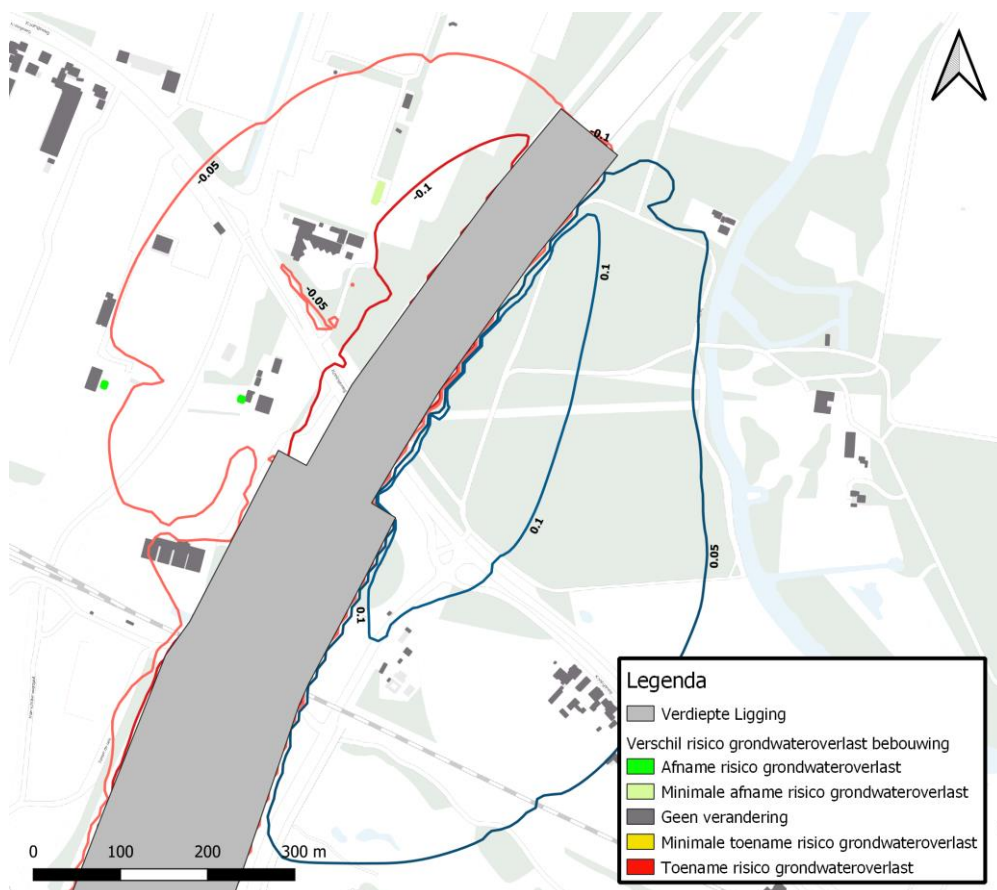 -0.1
-0.05
-0.1
0.1
-0.05
0.05
0.1
0.1
Legenda
Verdiepte Ligging
Verschil risico grondwateroverlast bebouwing
Afname risico grondwateroverlast
Minimale afname risico grondwateroverlast
Geen verandering
Minimale toename risico grondwateroverlast
Toename risico grondwateroverlast
0 100 200 300 m